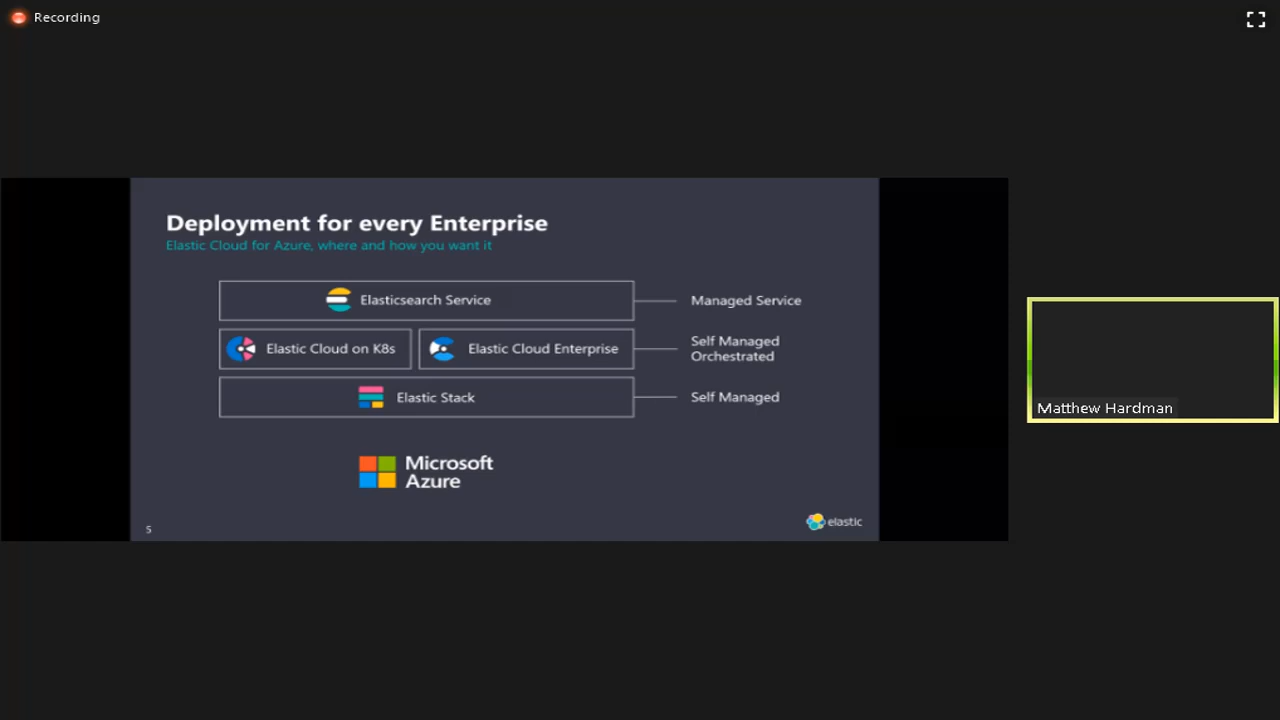 Recording
Deployment for every Enterprise
Elastic Cloud for Azure, where and how you want it
Elasticsearch Service
Managed Service
Elastic Cloud on K8s
Elastic Cloud Enterprise
Self Managed
Orchestrated
Elastic Stack
Self Managed
Microsoft
Azure
5
elastic
Matthew Hardman